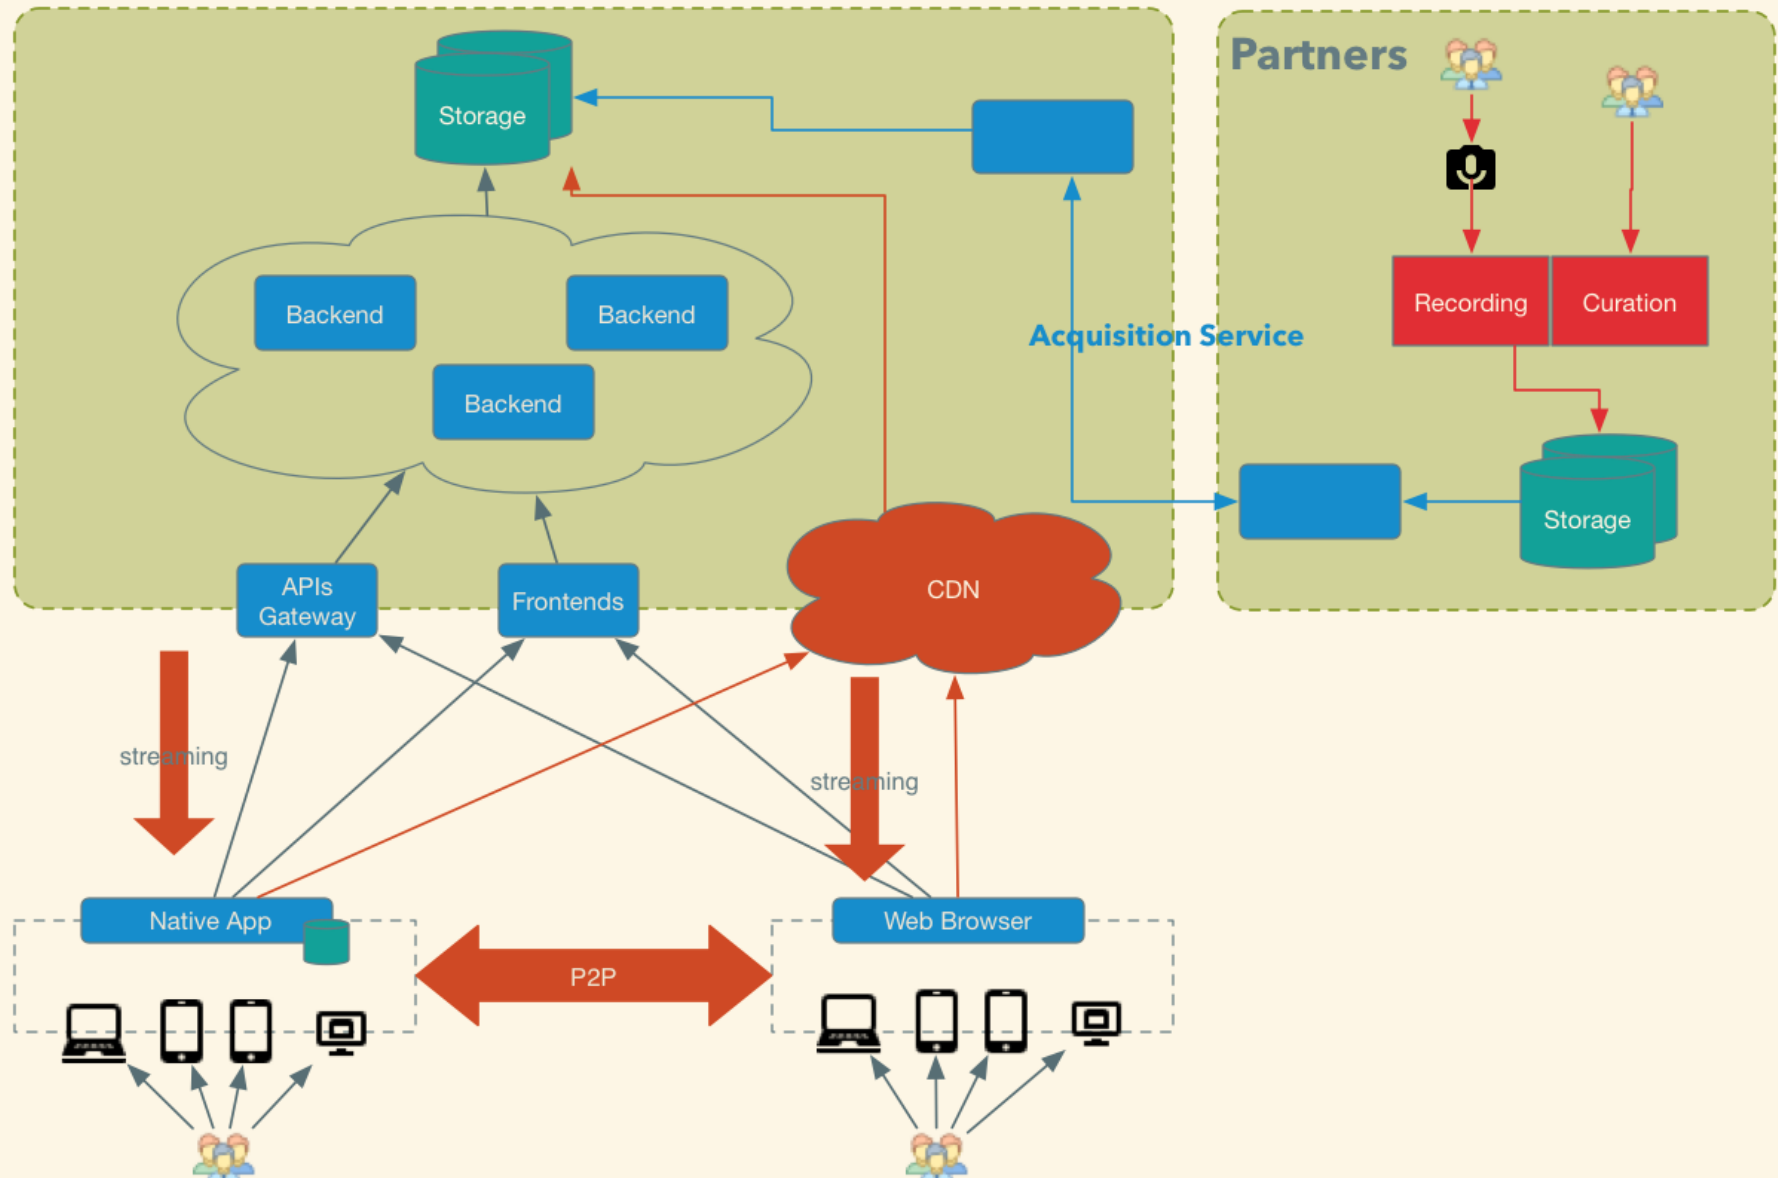 Partners
Storage
Backend
Backend
Recording
Curation
Acquisition Service
Backend
Storage
APIs
Gateway
Frontends
CDN
streaming
streaming
Native App
Web Browser
P2P